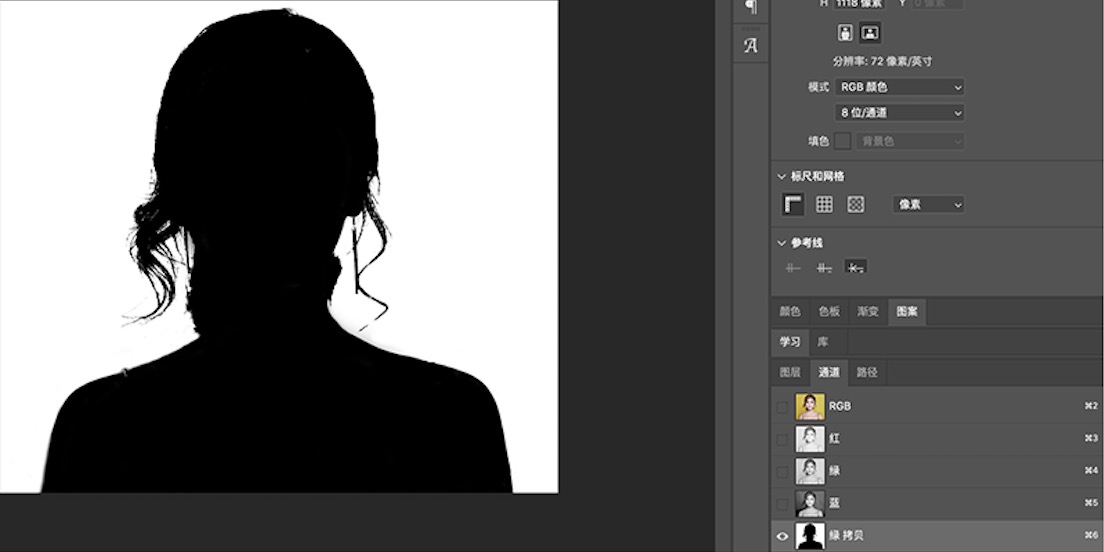 H 1118 像素 Y 0 像素
分辨率: 72 像素/英寸
模式 RGB 颜色
8 位/通道
填色 背景色
标尺和网格
像素
参考线
颜色 色板 渐变 图案
学习 库
图层 通道 路径
RGB ⌘2
红 ⌘3
绿 ⌘4
蓝 ⌘5
绿 拷贝 ⌘6